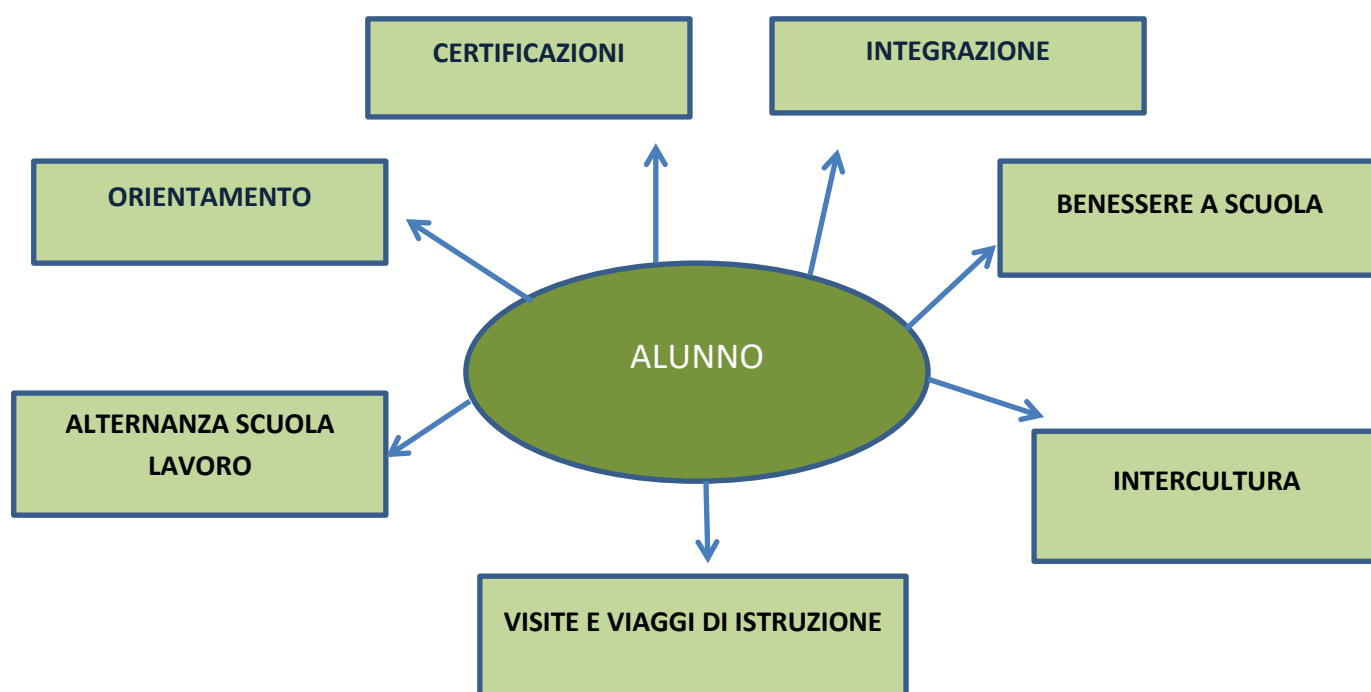 CERTIFICAZIONI
INTEGRAZIONE
ORIENTAMENTO
BENESSERE A SCUOLA
ALUNNO
ALTERNANZA SCUOLA
LAVORO
INTERCULTURA
VISITE E VIAGGI DI ISTRUZIONE